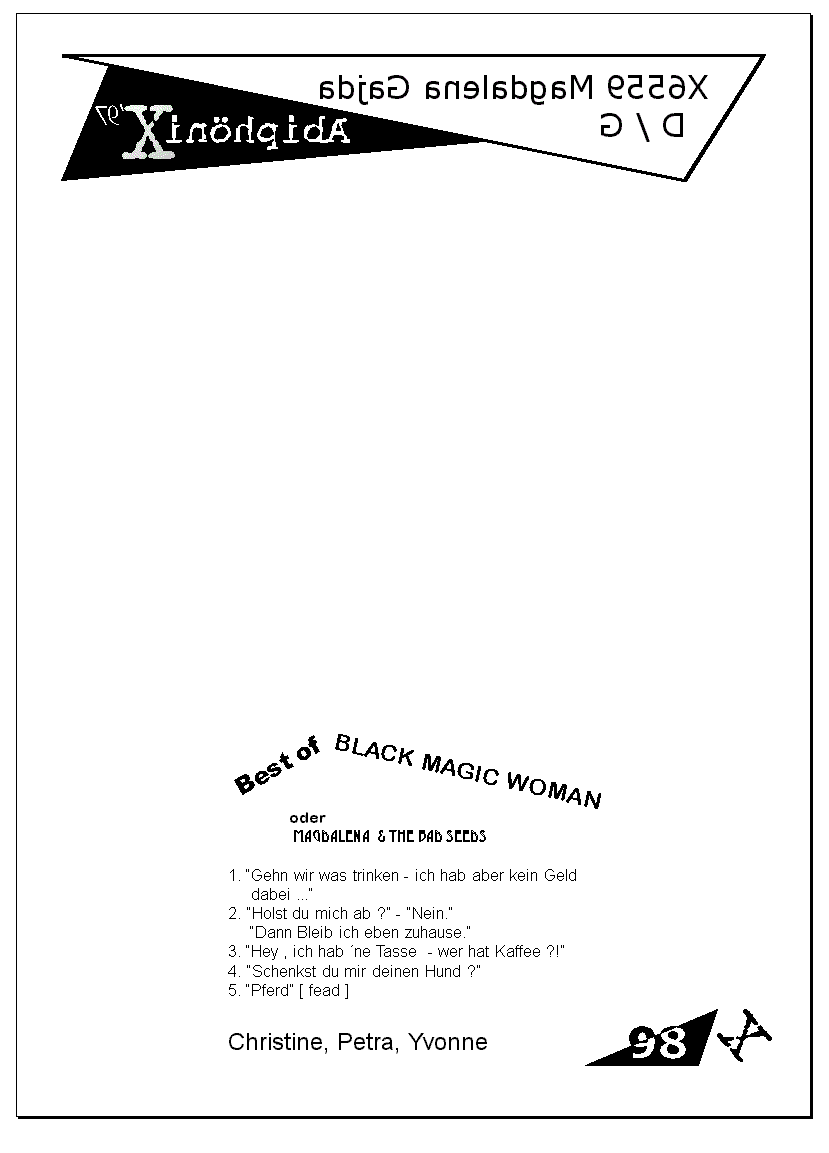 X6559 Magdalena Gajda
D / G
AbiphöniX '97
Best of BLACK MAGIC WOMAN
oder
MAGDALENA & THE BAD SEEDS
1. "Gehn wir was trinken - ich hab aber kein Geld
dabei ..."
2. "Holst du mich ab ?" - "Nein."
"Dann Bleib ich eben zuhause."
3. "Hey , ich hab ´ne Tasse - wer hat Kaffee ?!"
4. "Schenkst du mir deinen Hund ?"
5. "Pferd" [ fead ]
Christine, Petra, Yvonne
98 X